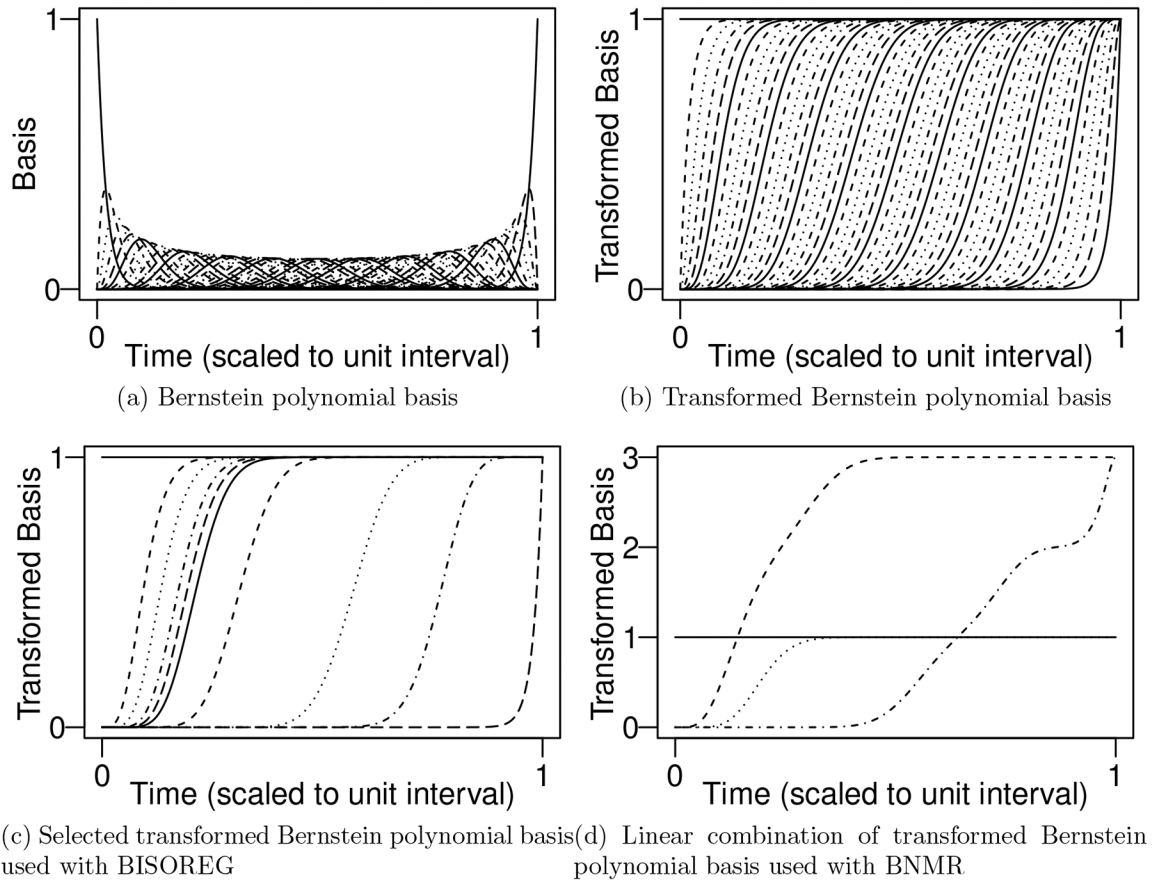 1
Basis
0
0
1
Time (scaled to unit interval)
(a) Bernstein polynomial basis
1
Transformed Basis
0
0
1
Time (scaled to unit interval)
(b) Transformed Bernstein polynomial basis
1
Transformed Basis
0
0
1
Time (scaled to unit interval)
(c) Selected transformed Bernstein polynomial basis
used with BISOREG
3
2
1
0
Transformed Basis
0
1
Time (scaled to unit interval)
(d) Linear combination of transformed Bernstein
polynomial basis used with BNMR